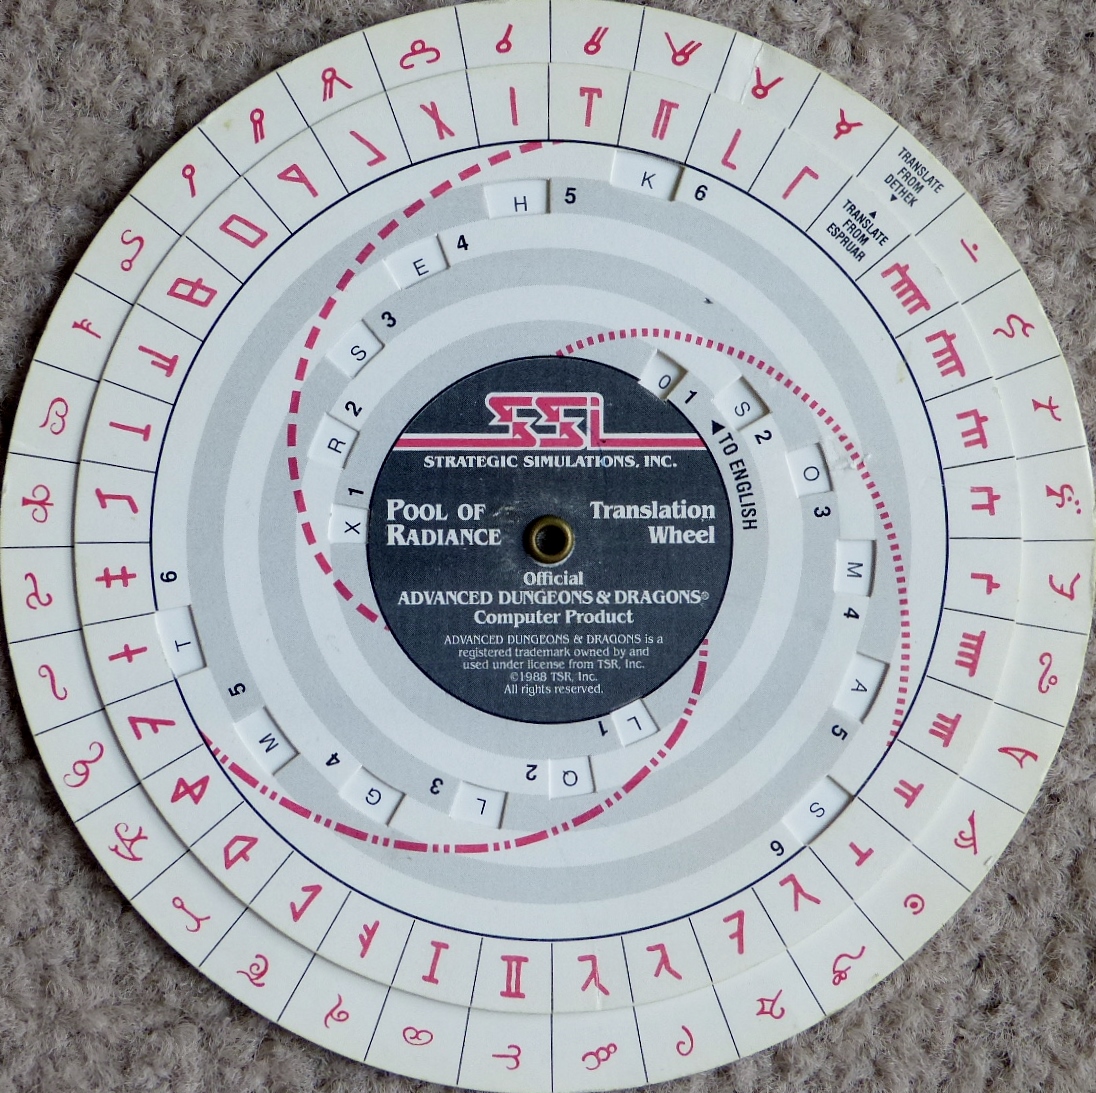 TRANSLATE
FROM
DETHEK
TRANSLATE
FROM
ESPRUAR
K 6
H 5
E 4
S 3
R 2
X 1
O 1
S 2
O 3
M 4
A 5
S 6
TO ENGLISH
L 1
Q 2
L 3
G 4
M 5
T 6
SSI
STRATEGIC SIMULATIONS, INC.
POOL OF
RADIANCE
Translation
Wheel
Official
ADVANCED DUNGEONS & DRAGONS®
Computer Product
ADVANCED DUNGEONS & DRAGONS is a
registered trademark owned by and
used under license from TSR, Inc.
©1988 TSR, Inc.
All rights reserved.